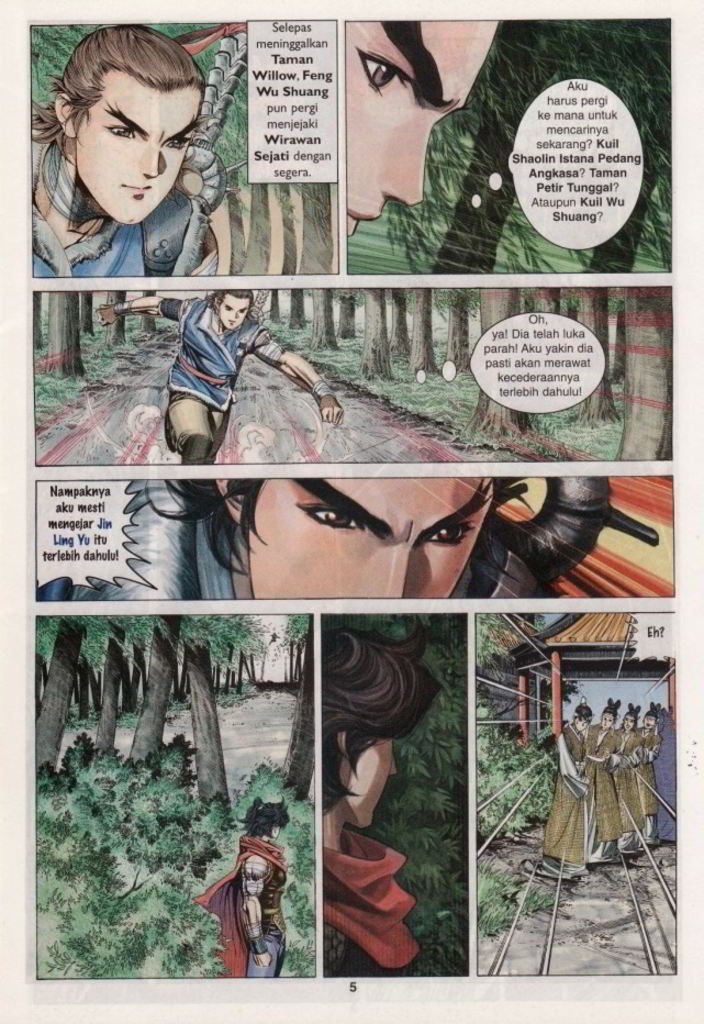 Selepas
meninggalkan
Taman
Willow, Feng
Wu Shuang
pun pergi
menjejaki
Wirawan
Sejati dengan
segera.
Aku
harus pergi
ke mana untuk
mencarinya
sekarang? Kuil
Shaolin Istana Pedang
Angkasa? Taman
Petir Tunggal?
Ataupun Kuil Wu
Shuang?
Oh,
ya! Dia telah luka
parah! Aku yakin dia
pasti akan merawat
kecederaannya
terlebih dahulu!
Nampaknya
aku mesti
mengejar Jin
Ling Yu itu
terlebih dahulu!
Eh?
5